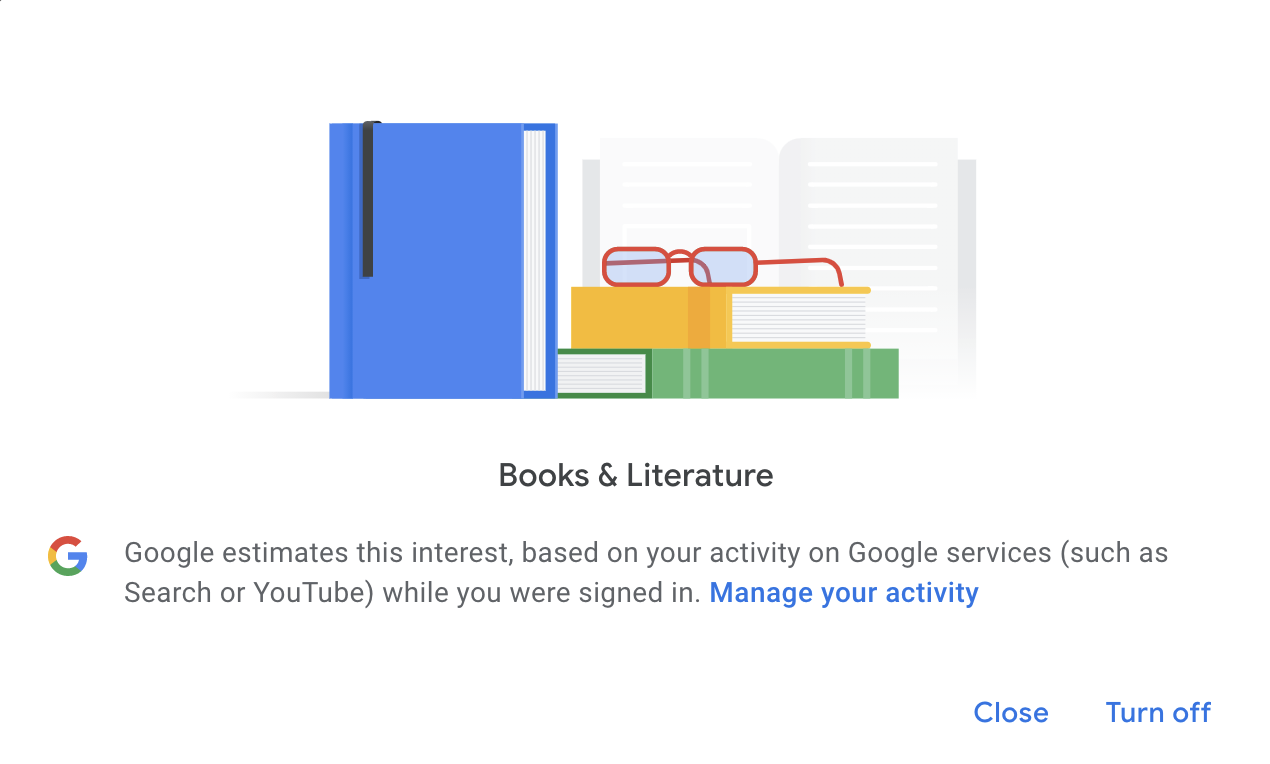 Books & Literature
Google estimates this interest, based on your activity on Google services (such as
Search or YouTube) while you were signed in. Manage your activity
Close Turn off